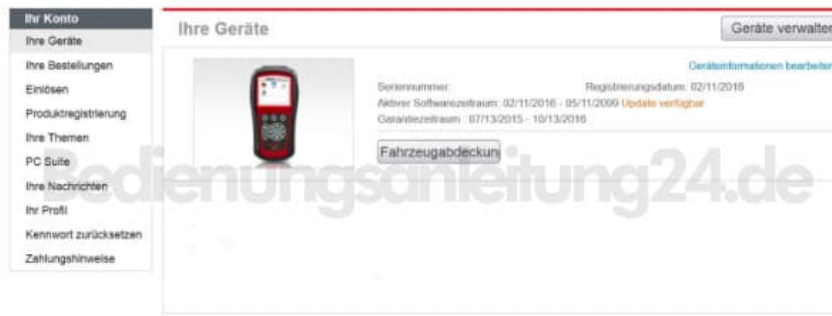 Ihr Konto
Ihre Geräte
Ihre Bestellungen
Einlösen
Produktregistrierung
Ihre Themen
PC Suite
Ihre Nachrichten
Ihr Profil
Kennwort zurücksetzen
Zahlungshinweise
Ihre Geräte
Geräte verwalten
Geräteinformationen bearbeiten
Seriennummer: Registrierungsdatum: 02/11/2016
Aktiver Softwarezeitraum: 02/11/2016 - 05/11/2099 Update verfügbar
Garantiezeitraum : 07/13/2015 - 10/13/2016
Fahrzeugabdeckung
Bedienungsanleitung24.de